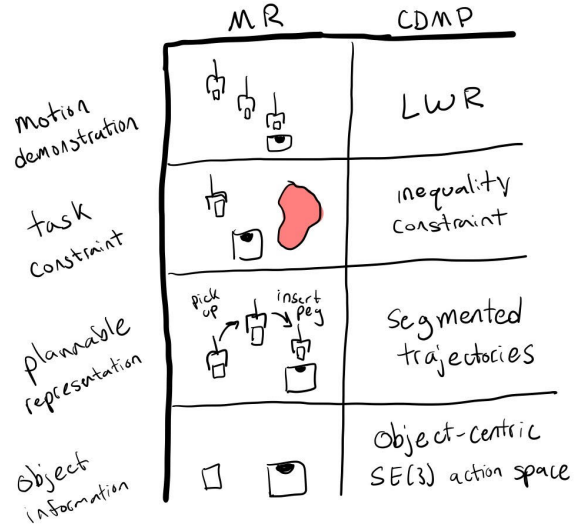 MR
CDMP
motion
demonstration
LWR
task
constraint
inequality
constraint
plannable
representation
pick
up
insert
peg
segmented
trajectories
object
information
Object-centric
SE(3) action space